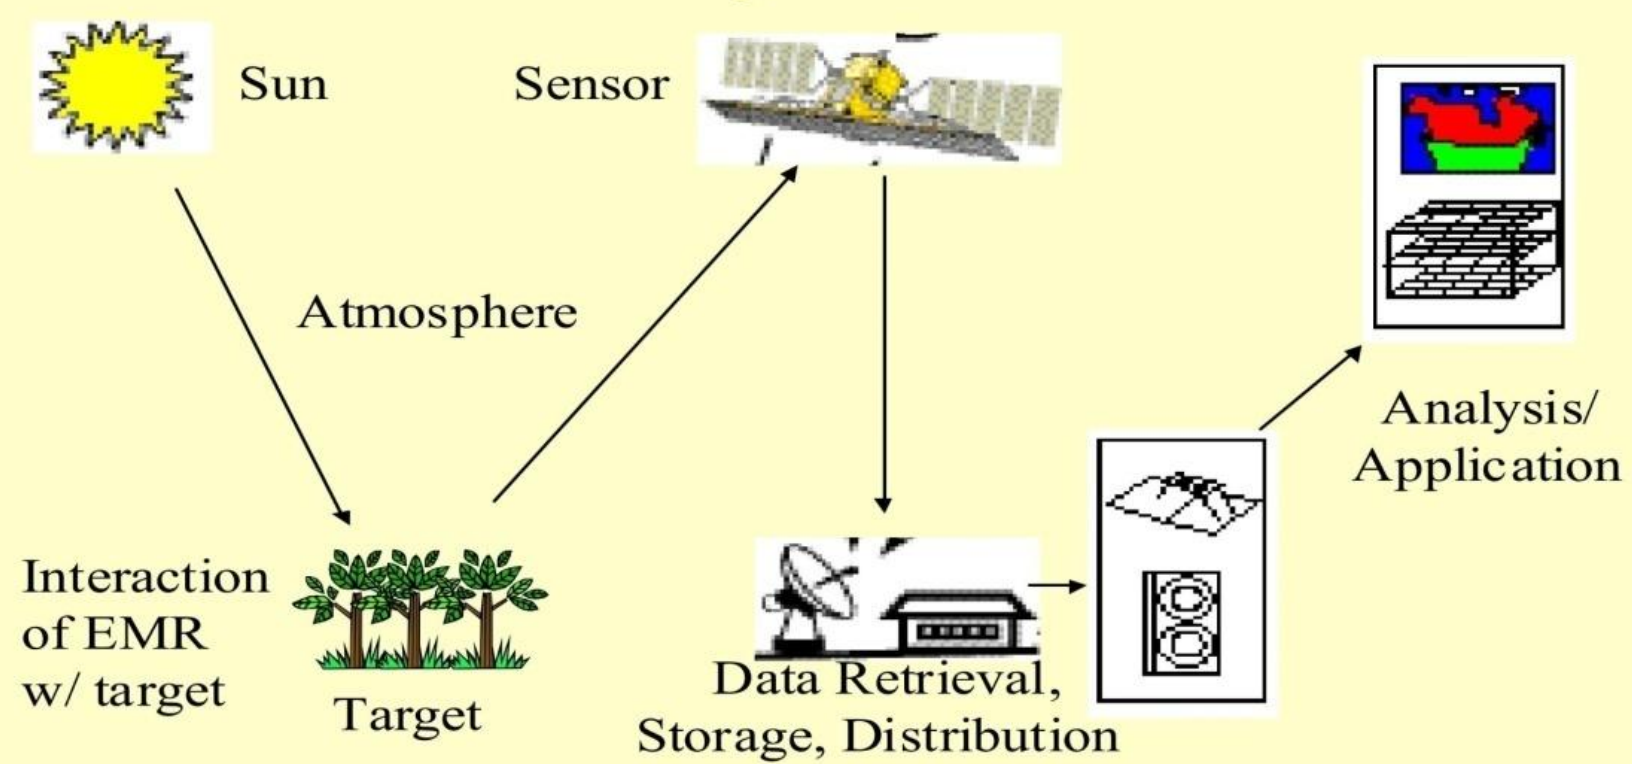 Sun
Sensor
Atmosphere
Analysis/
Application
Interaction
of EMR
w/ target
Target
Data Retrieval,
Storage, Distribution